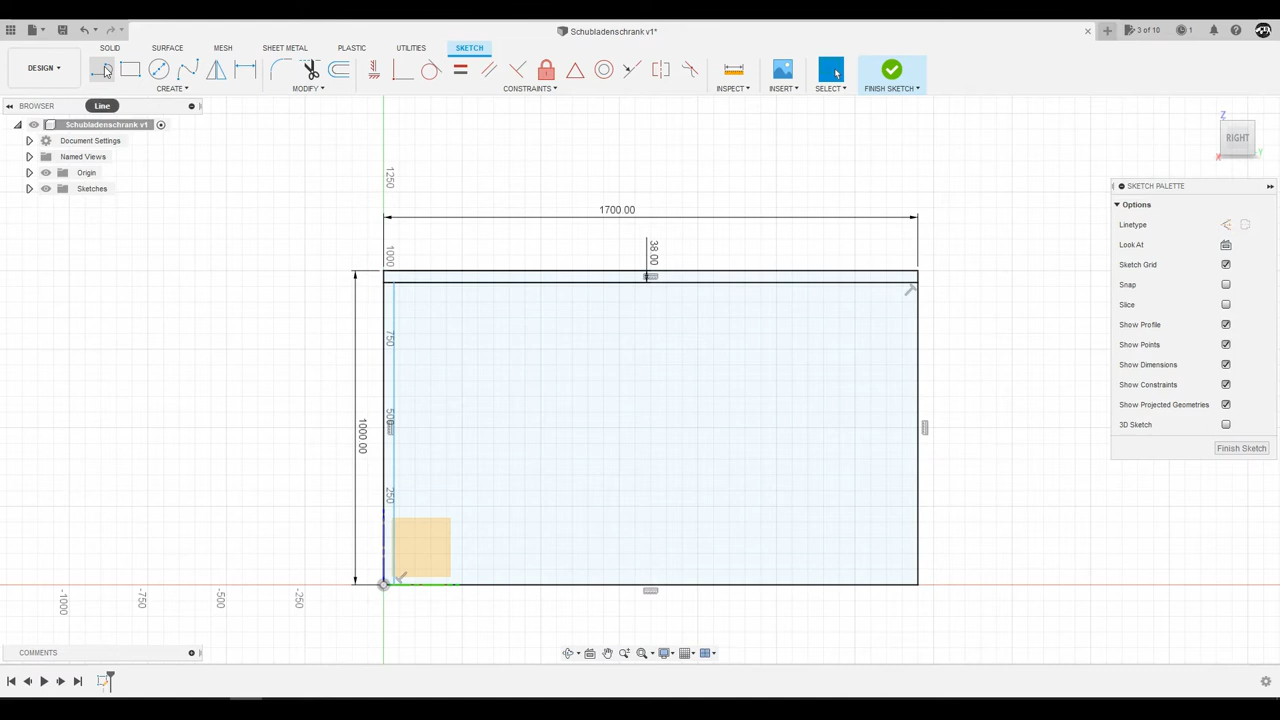 Schubladenschrank v1*
3 of 10
1
SOLID
SURFACE
MESH
SHEET METAL
PLASTIC
UTILITIES
SKETCH
DESIGN
CREATE
MODIFY
CONSTRAINTS
INSPECT
INSERT
SELECT
FINISH SKETCH
BROWSER
Line
Schubladenschrank v1
Document Settings
Named Views
Origin
Sketches
Z
RIGHT
X
Y
SKETCH PALETTE
Options
Linetype
Look At
Sketch Grid
Snap
Slice
Show Profile
Show Points
Show Dimensions
Show Constraints
Show Projected Geometries
3D Sketch
Finish Sketch
1250
1700.00
38.00
1000
750
1000.00
500
250
-1000
-750
-500
-250
COMMENTS